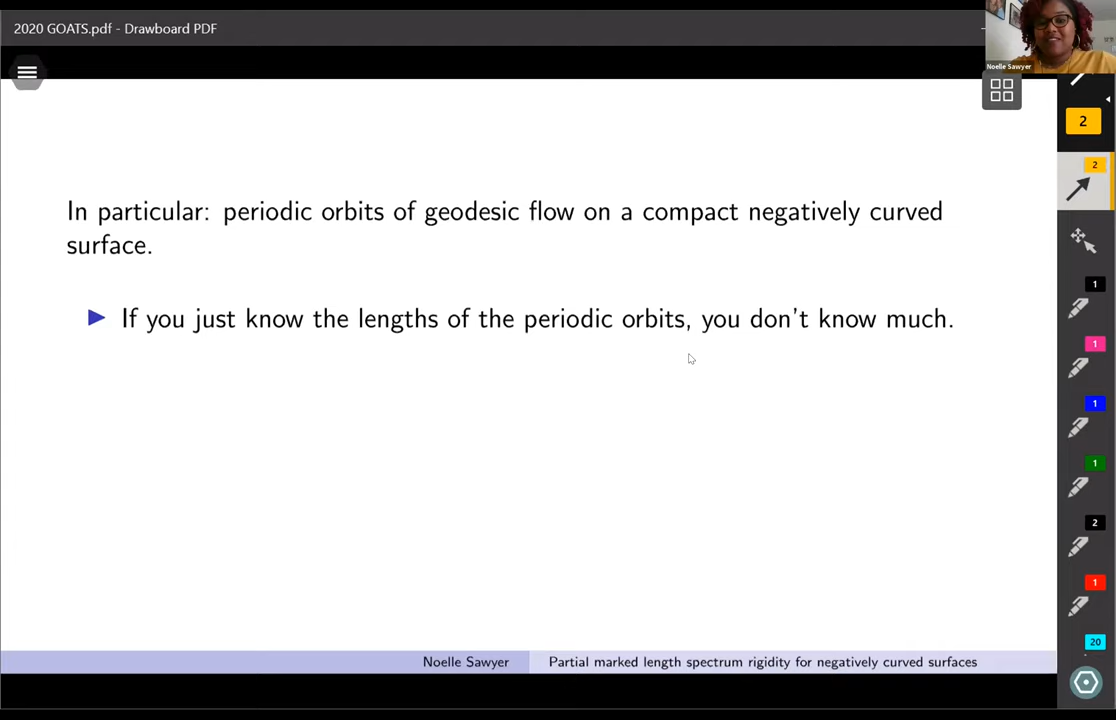 2020 GOATS.pdf - Drawboard PDF
Noelle Sawyer
2
2
In particular: periodic orbits of geodesic flow on a compact negatively curved
surface.
▶ If you just know the lengths of the periodic orbits, you don't know much.
1
1
1
1
2
1
20
Noelle Sawyer
Partial marked length spectrum rigidity for negatively curved surfaces